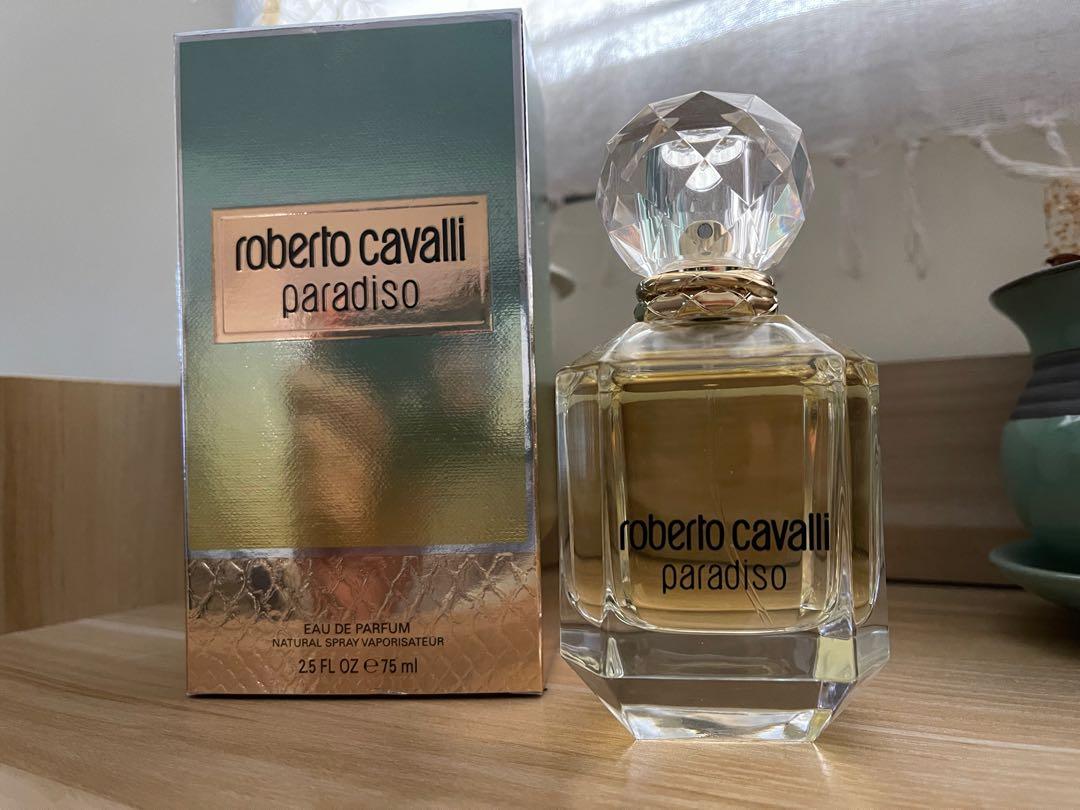 roberto cavalli
paradiso
EAU DE PARFUM
NATURAL SPRAY VAPORISATEUR
2.5 FL OZ ℮ 75 ml
roberto cavalli
paradiso